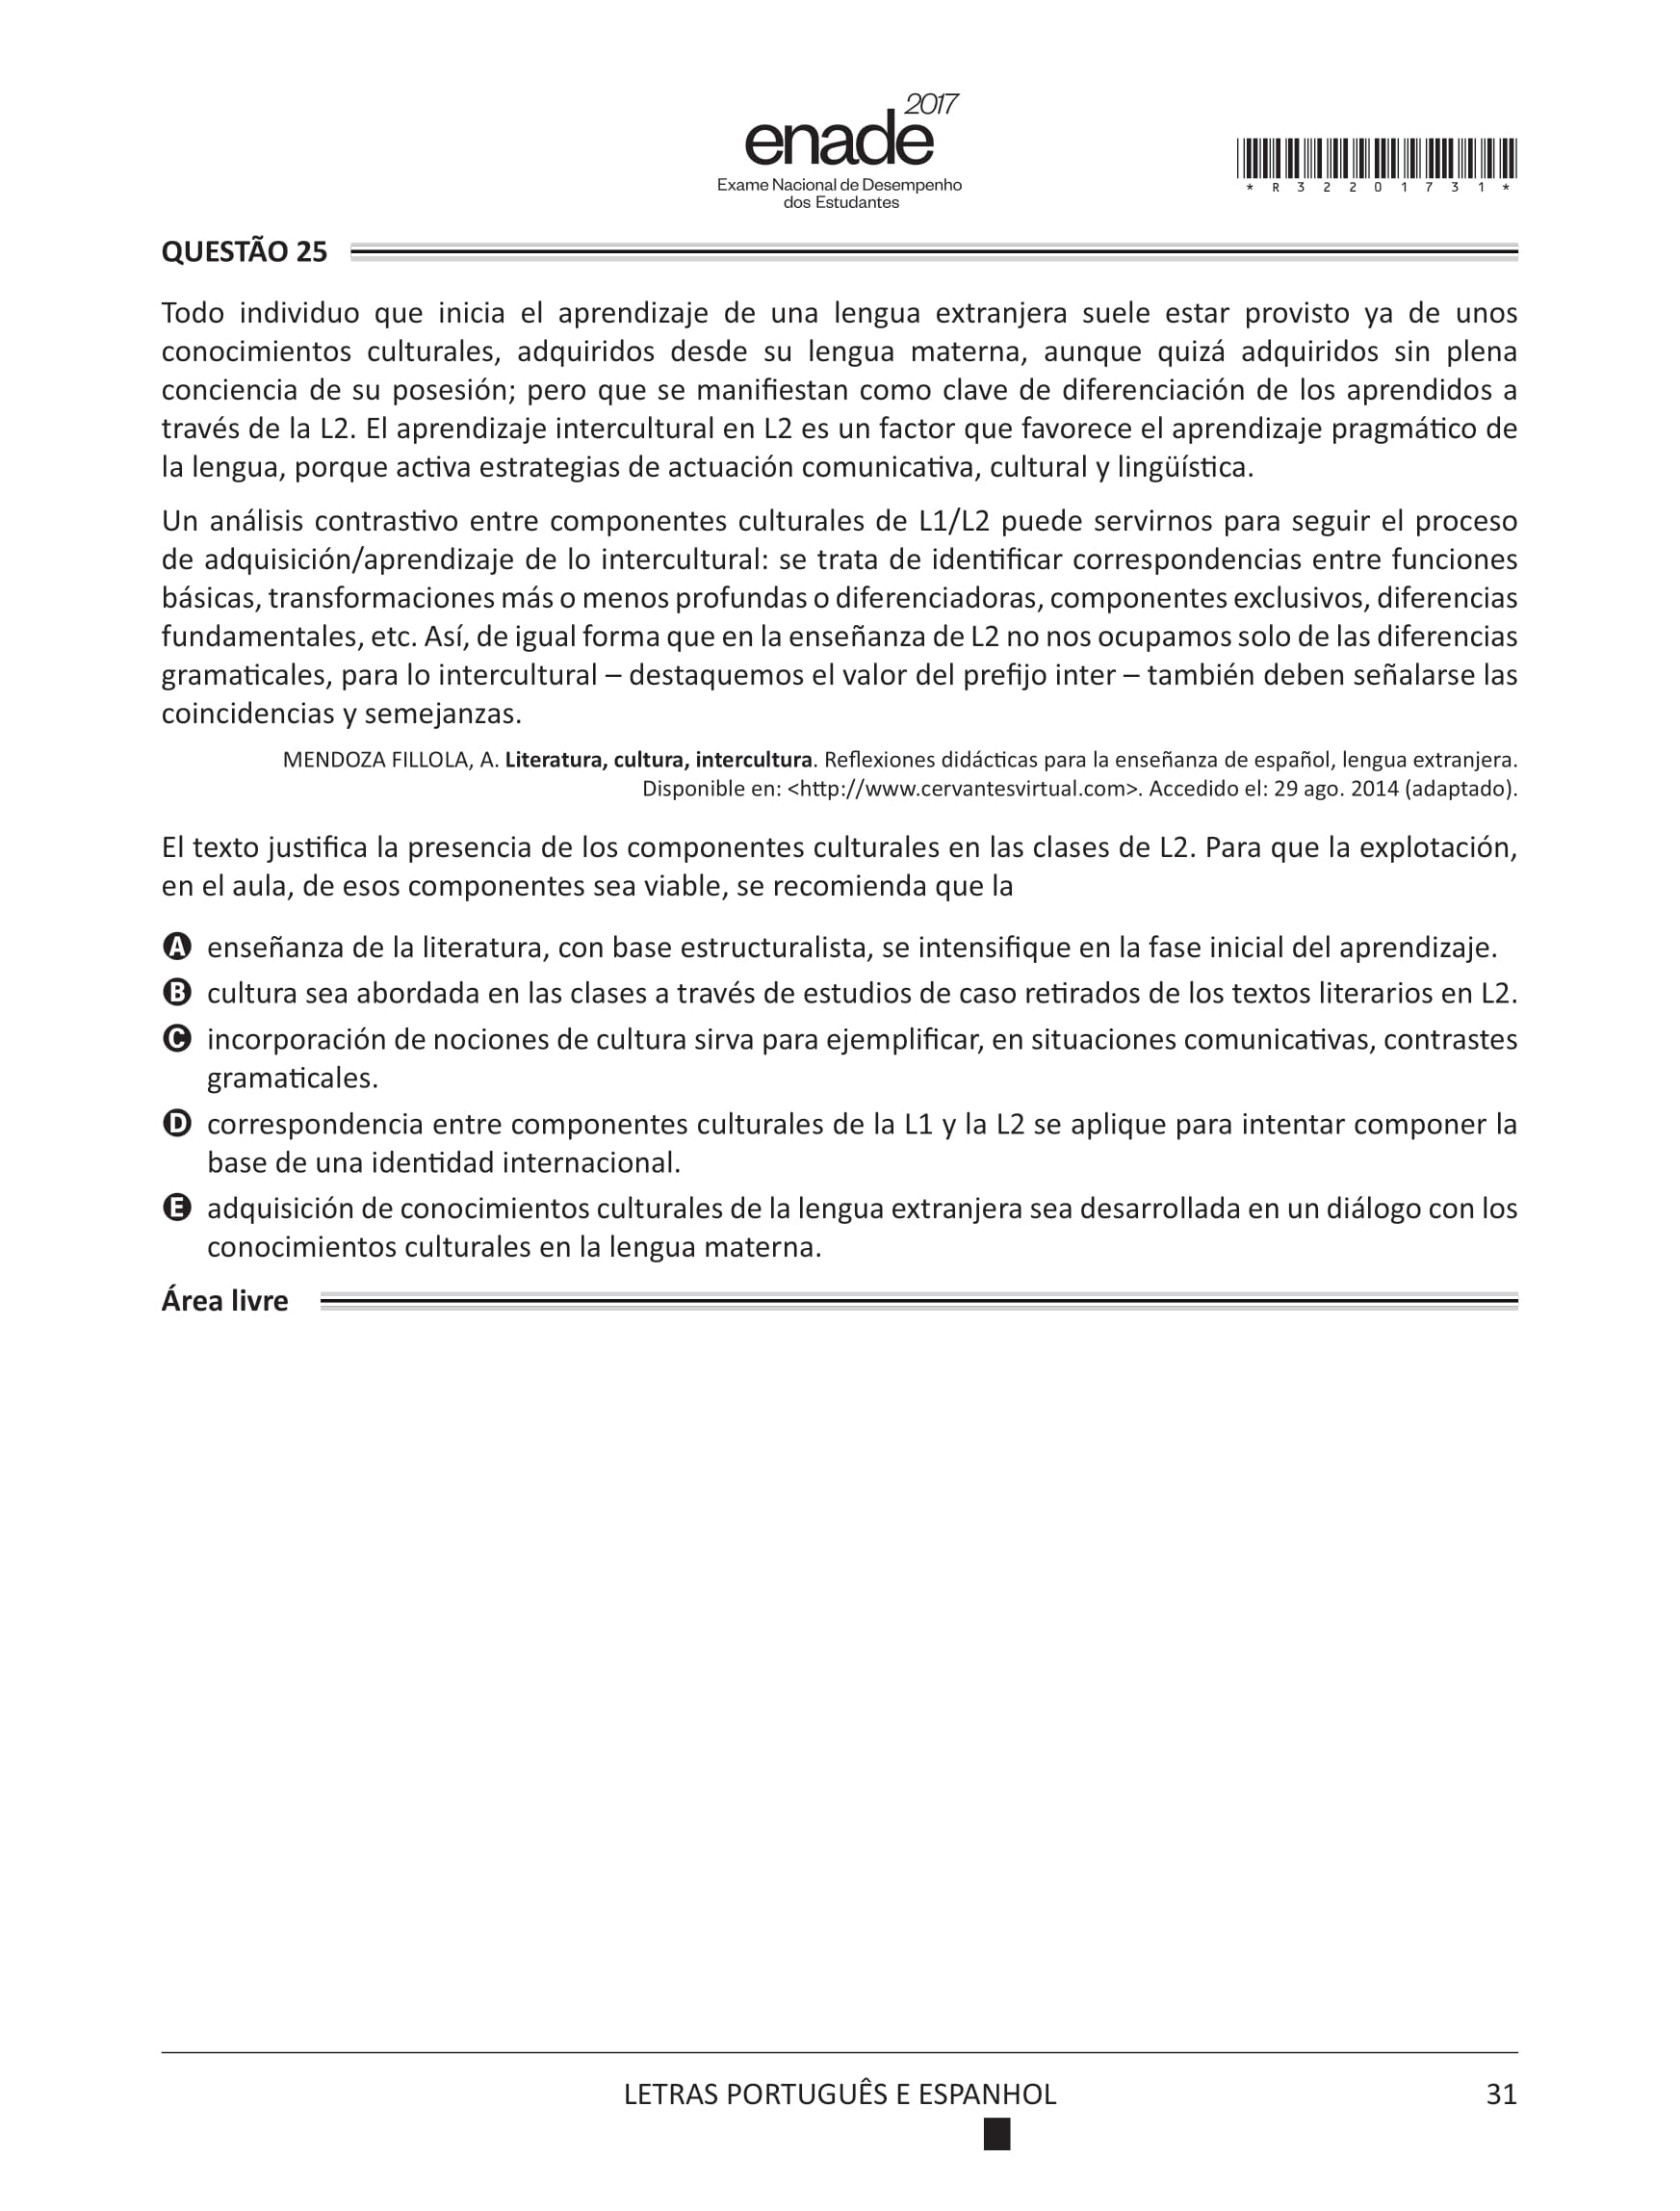 2017
enade
Exame Nacional de Desempenho
dos Estudantes
* R 3 2 2 0 1 7 3 1 *
QUESTÃO 25
Todo individuo que inicia el aprendizaje de una lengua extranjera suele estar provisto ya de unos
conocimientos culturales, adquiridos desde su lengua materna, aunque quizá adquiridos sin plena
conciencia de su posesión; pero que se manifiestan como clave de diferenciación de los aprendidos a
través de la L2. El aprendizaje intercultural en L2 es un factor que favorece el aprendizaje pragmático de
la lengua, porque activa estrategias de actuación comunicativa, cultural y lingüística.
Un análisis contrastivo entre componentes culturales de L1/L2 puede servirnos para seguir el proceso
de adquisición/aprendizaje de lo intercultural: se trata de identificar correspondencias entre funciones
básicas, transformaciones más o menos profundas o diferenciadoras, componentes exclusivos, diferencias
fundamentales, etc. Así, de igual forma que en la enseñanza de L2 no nos ocupamos solo de las diferencias
gramaticales, para lo intercultural – destaquemos el valor del prefijo inter – también deben señalarse las
coincidencias y semejanzas.
MENDOZA FILLOLA, A. Literatura, cultura, intercultura. Reflexiones didácticas para la enseñanza de español, lengua extranjera.
Disponible en: <http://www.cervantesvirtual.com>. Accedido el: 29 ago. 2014 (adaptado).
El texto justifica la presencia de los componentes culturales en las clases de L2. Para que la explotación,
en el aula, de esos componentes sea viable, se recomienda que la
A enseñanza de la literatura, con base estructuralista, se intensifique en la fase inicial del aprendizaje.
B cultura sea abordada en las clases a través de estudios de caso retirados de los textos literarios en L2.
C incorporación de nociones de cultura sirva para ejemplificar, en situaciones comunicativas, contrastes
gramaticales.
D correspondencia entre componentes culturales de la L1 y la L2 se aplique para intentar componer la
base de una identidad internacional.
E adquisición de conocimientos culturales de la lengua extranjera sea desarrollada en un diálogo con los
conocimientos culturales en la lengua materna.
Área livre
LETRAS PORTUGUÊS E ESPANHOL
31